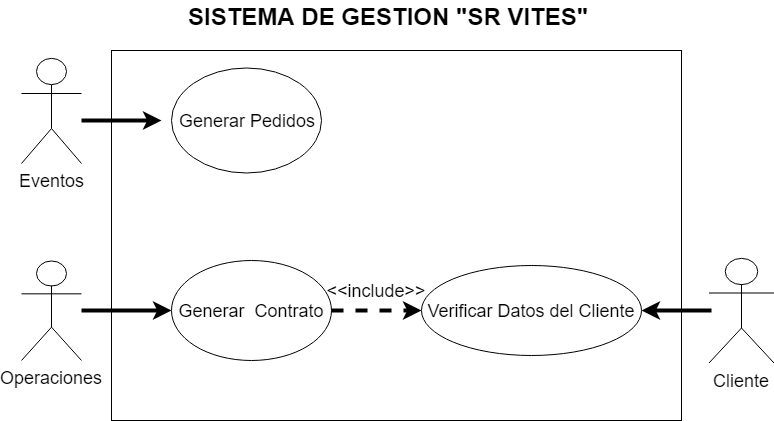 SISTEMA DE GESTION "SR VITES"
Generar Pedidos
Eventos
<<include>>
Generar Contrato
Verificar Datos del Cliente
Operaciones
Cliente